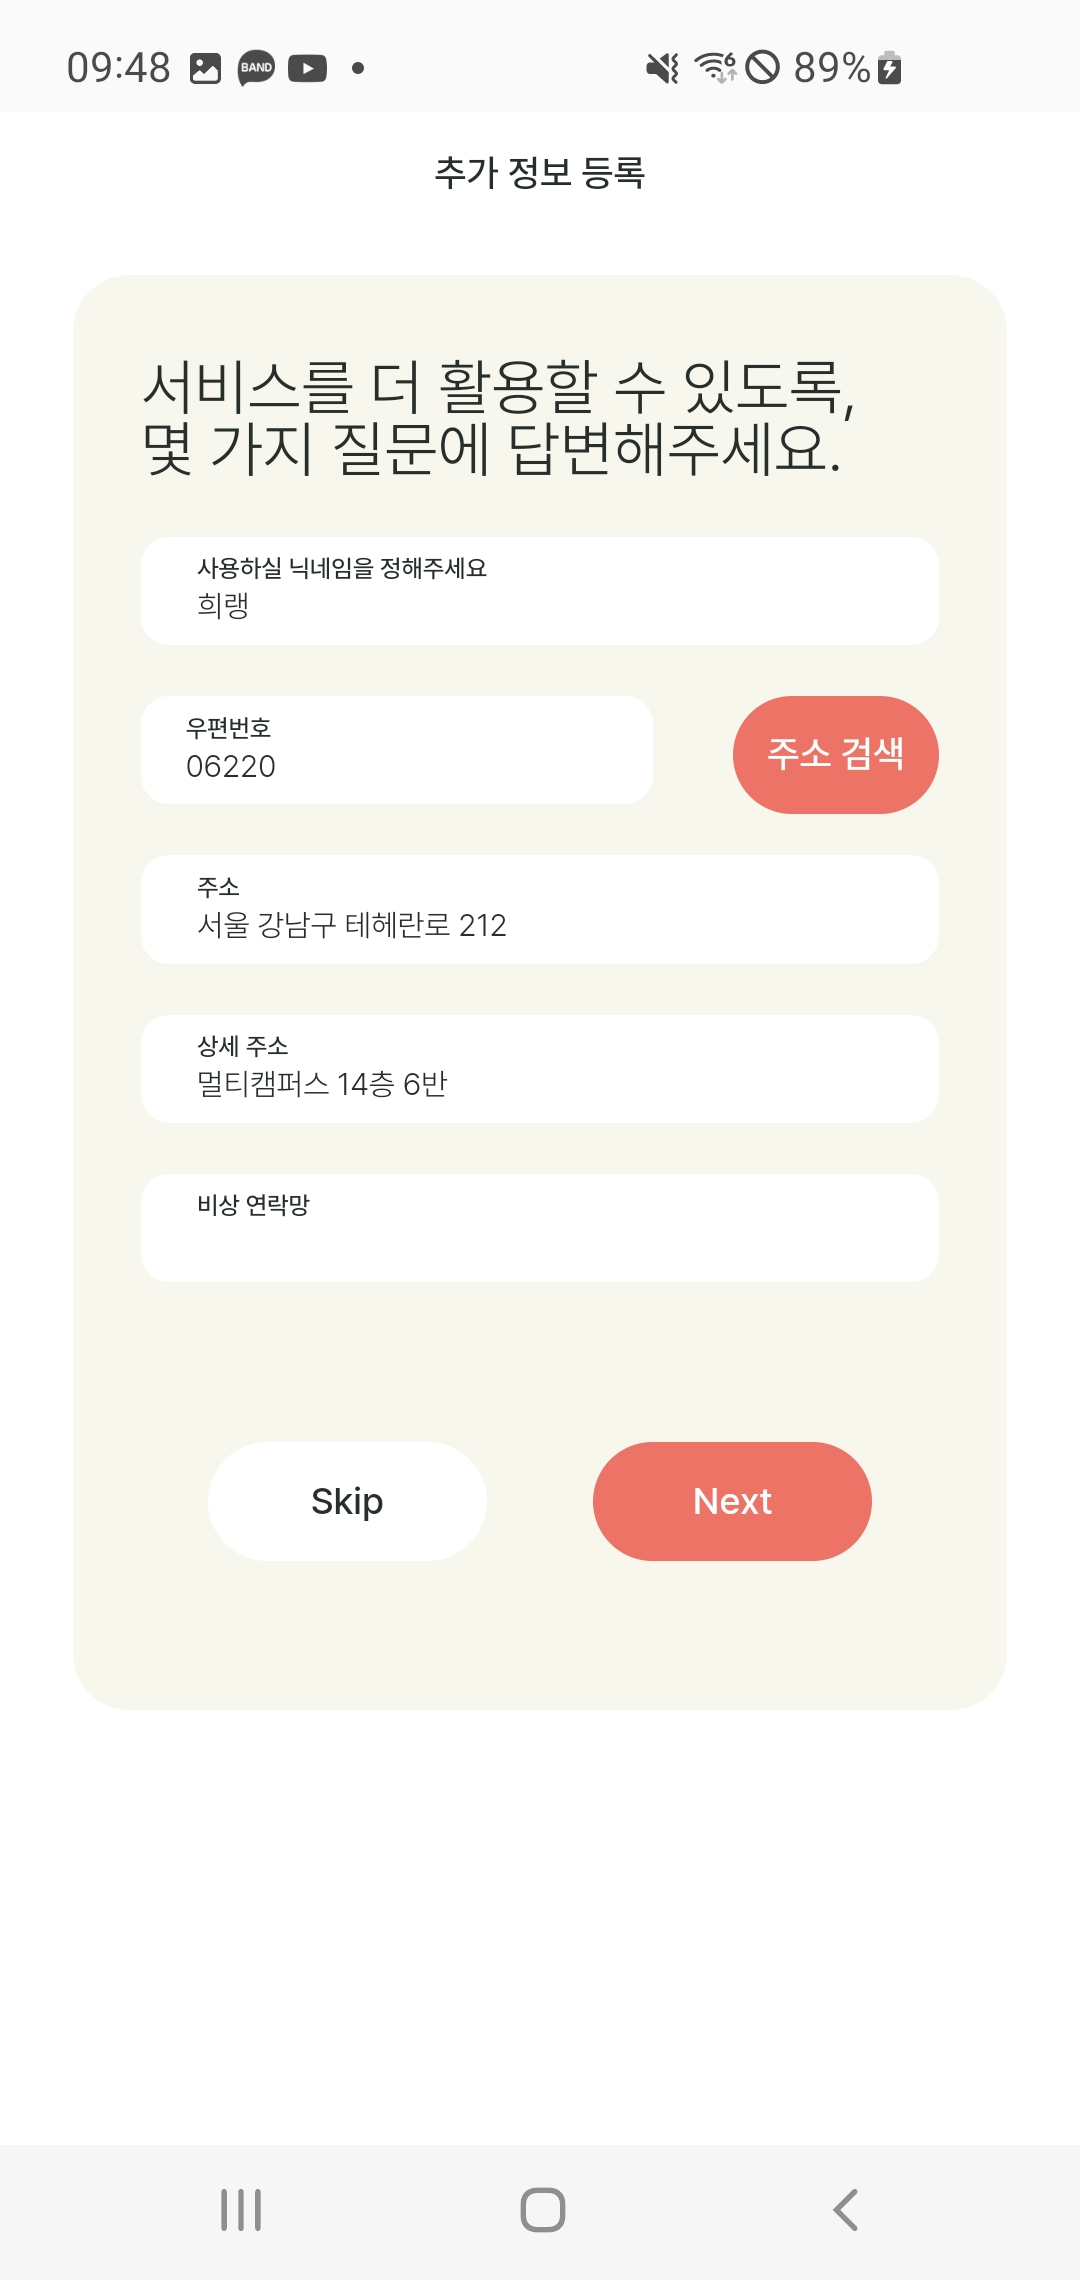 09:48 BAND 6 89%
추가 정보 등록
서비스를 더 활용할 수 있도록,
몇 가지 질문에 답변해주세요.
사용하실 닉네임을 정해주세요
희랭
우편번호
06220
주소 검색
주소
서울 강남구 테헤란로 212
상세 주소
멀티캠퍼스 14층 6반
비상 연락망
Skip
Next